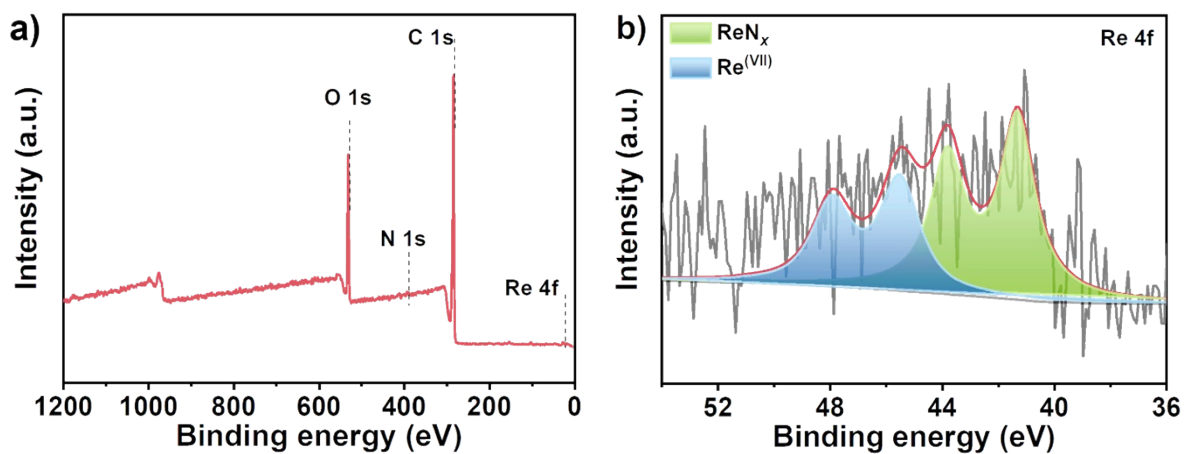 a)
C 1s
O 1s
N 1s
Re 4f
Intensity (a.u.)
1200 1000 800 600 400 200 0
Binding energy (eV)
b)
ReNₓ
Re⁽ⱽᴵᴵ⁾
Re 4f
Intensity (a.u.)
52 48 44 40 36
Binding energy (eV)